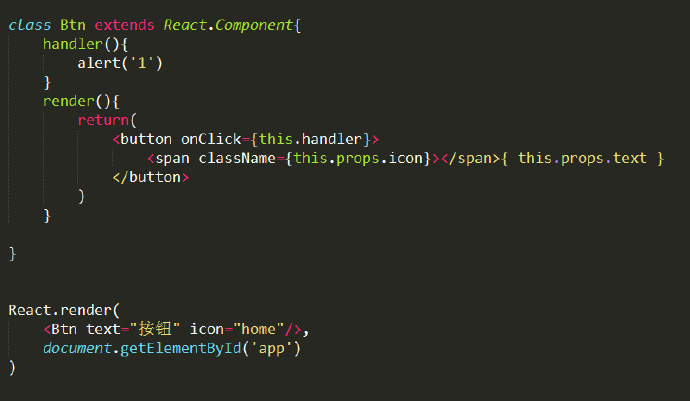 class Btn extends React.Component{
    handler(){
        alert('1')
    }
    render(){
        return(
            <button onClick={this.handler}>
                <span className={this.props.icon}></span>{ this.props.text }
            </button>
        )
    }

}


React.render(
    <Btn text="按钮" icon="home"/>,
    document.getElementById('app')
)